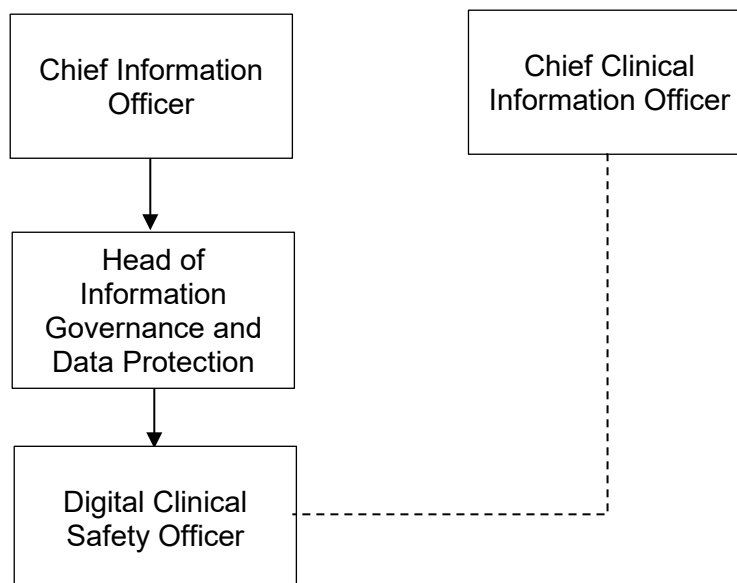 Chief Information
Officer
Chief Clinical
Information Officer
Head of
Information
Governance and
Data Protection
Digital Clinical
Safety Officer